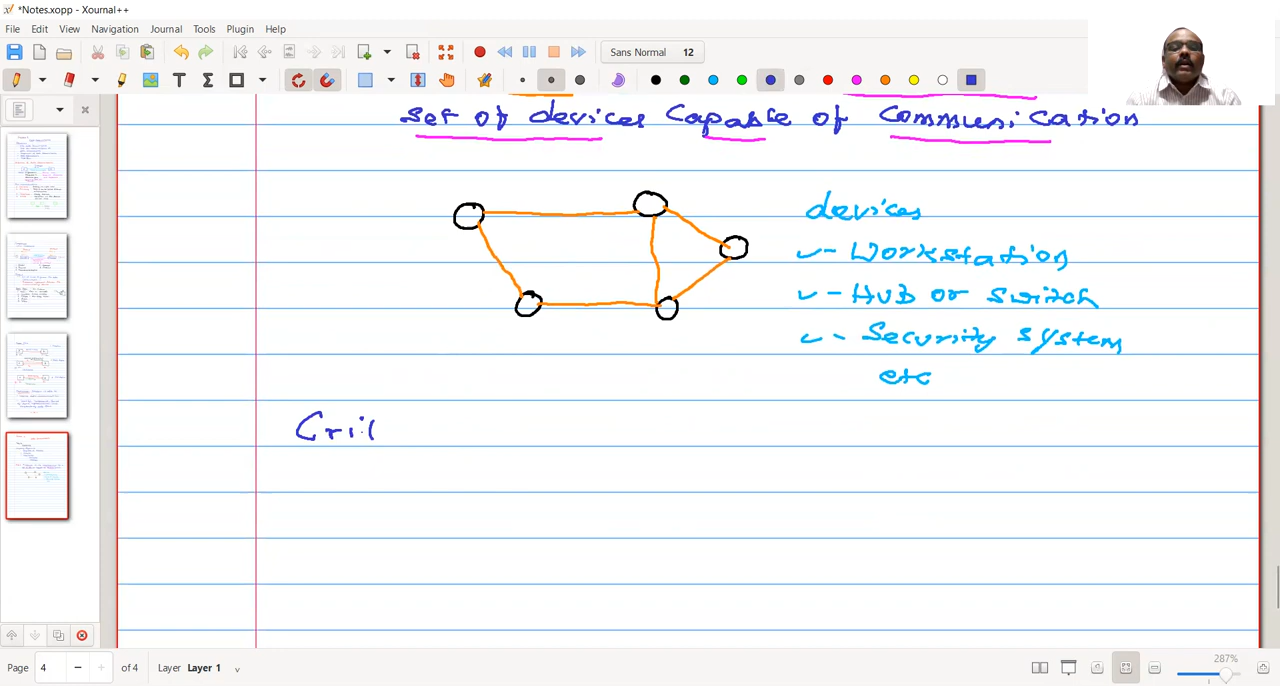 *Notes.xopp - Xournal++
File Edit View Navigation Journal Tools Plugin Help
Sans Normal 12
Set of devices Capable of Communication
devices
✓- Workstation
✓- Hub or switch
✓- Security system
etc
Crit
Page 4 of 4 Layer Layer 1
287%